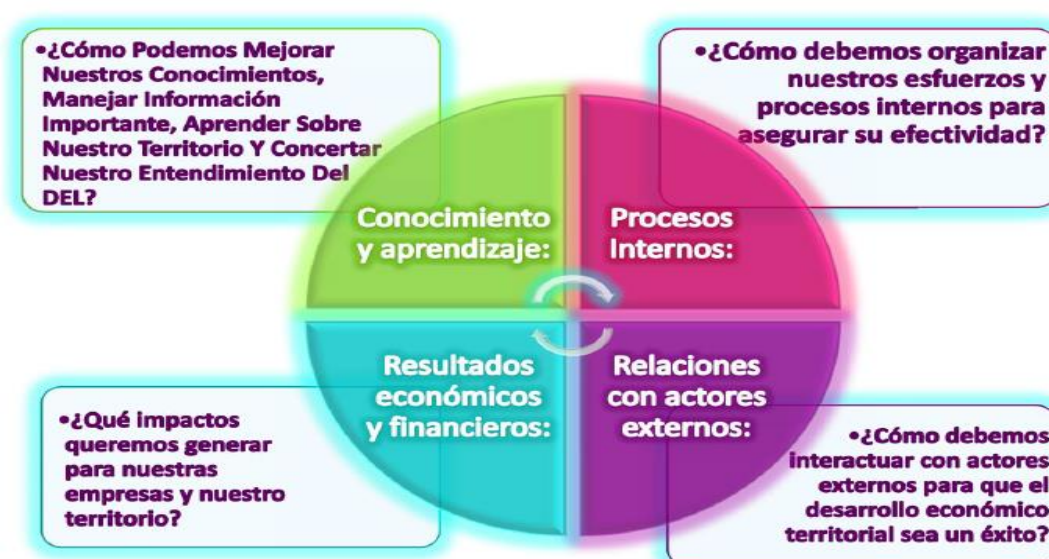 •¿Cómo Podemos Mejorar
Nuestros Conocimientos,
Manejar Información
Importante, Aprender Sobre
Nuestro Territorio Y Concertar
Nuestro Entendimiento Del
DEL?
•¿Cómo debemos organizar
nuestros esfuerzos y
procesos internos para
asegurar su efectividad?
Conocimiento
y aprendizaje:
Procesos
Internos:
Resultados
económicos
y financieros:
Relaciones
con actores
externos:
•¿Qué impactos
queremos generar
para nuestras
empresas y nuestro
territorio?
•¿Cómo debemos
interactuar con actores
externos para que el
desarrollo económico
territorial sea un éxito?